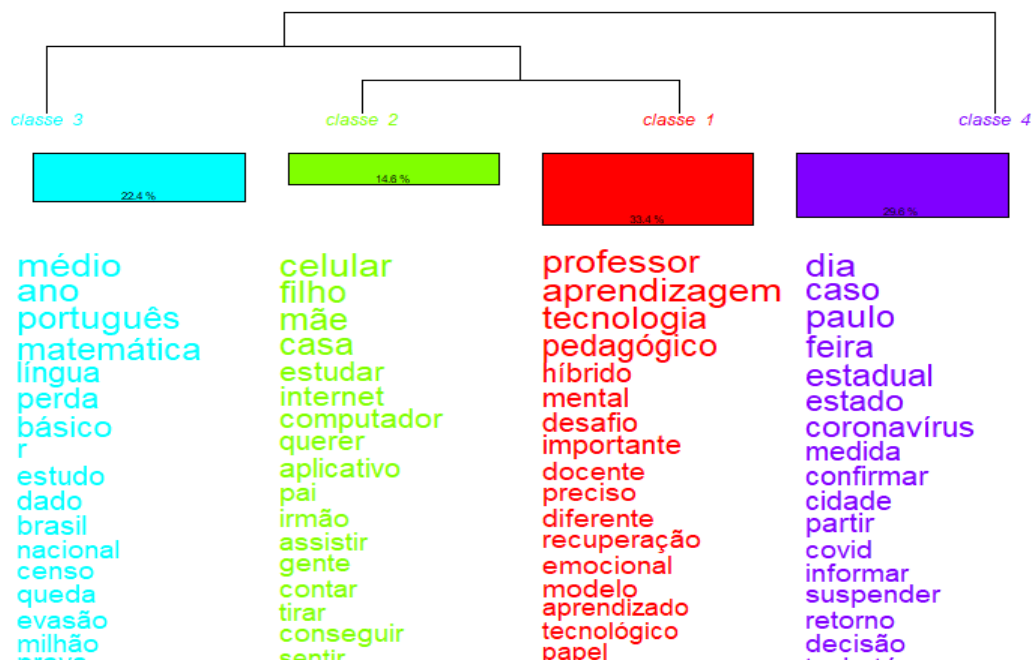 classe 3
classe 2
classe 1
classe 4
22.4 %
14.6 %
33.4 %
29.6 %
médio
ano
português
matemática
língua
perda
básico
r
estudo
dado
brasil
nacional
censo
queda
evasão
milhão
prova
celular
filho
mãe
casa
estudar
internet
computador
querer
aplicativo
pai
irmão
assistir
gente
contar
tirar
conseguir
sentir
professor
aprendizagem
tecnologia
pedagógico
híbrido
mental
desafio
importante
docente
preciso
diferente
recuperação
emocional
modelo
aprendizado
tecnológico
papel
dia
caso
paulo
feira
estadual
estado
coronavírus
medida
confirmar
cidade
partir
covid
informar
suspender
retorno
decisão